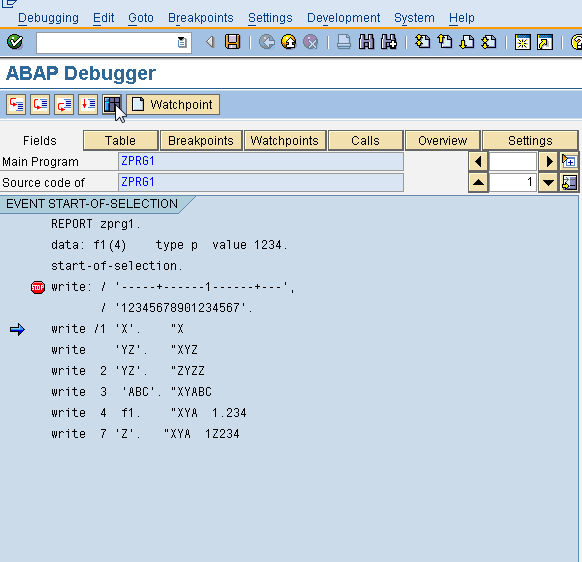 Debugging Edit Goto Breakpoints Settings Development System Help
ABAP Debugger
Watchpoint
Fields Table Breakpoints Watchpoints Calls Overview Settings
Main Program ZPRG1
Source code of ZPRG1 1
EVENT START-OF-SELECTION
REPORT zprg1.
data: f1(4) type p value 1234.
start-of-selection.
STOP write: / '-----+------1------+---',
/ '12345678901234567'.
write /1 'X'. "X
write 'YZ'. "XYZ
write 2 'YZ'. "ZYZZ
write 3 'ABC'. "XYABC
write 4 f1. "XYA 1.234
write 7 'Z'. "XYA 1Z234